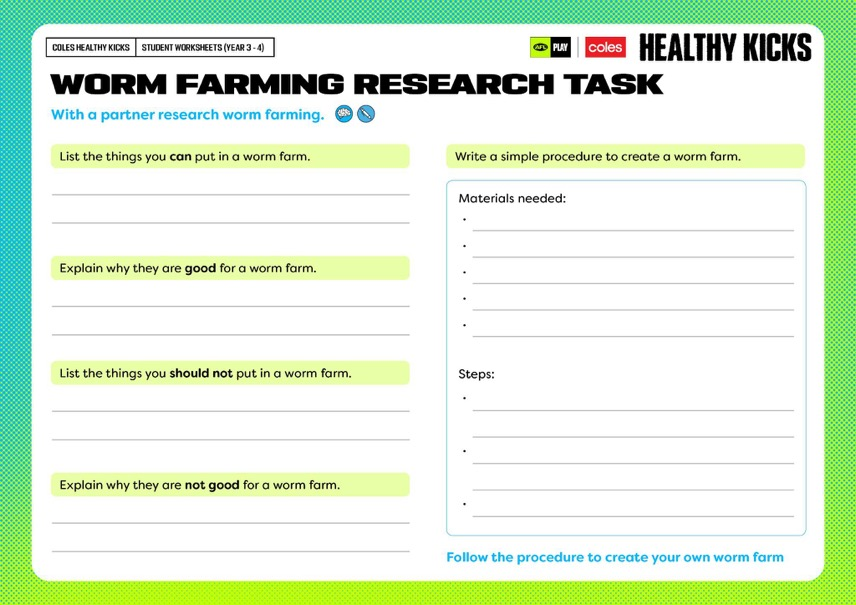 COLES HEALTHY KICKS STUDENT WORKSHEETS (YEAR 3 - 4)
AFL PLAY coles HEALTHY KICKS
WORM FARMING RESEARCH TASK
With a partner research worm farming.
List the things you can put in a worm farm.
Explain why they are good for a worm farm.
List the things you should not put in a worm farm.
Explain why they are not good for a worm farm.
Write a simple procedure to create a worm farm.
Materials needed:
•
•
•
•
•
Steps:
•
•
•
Follow the procedure to create your own worm farm